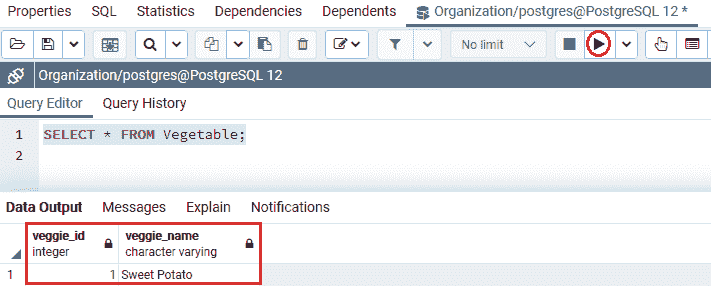 Properties SQL Statistics Dependencies Dependents Organization/postgres@PostgreSQL 12 *
No limit
Organization/postgres@PostgreSQL 12
Query Editor Query History
1 SELECT * FROM Vegetable;
2
Data Output Messages Explain Notifications
veggie_id veggie_name
integer character varying
1 1 Sweet Potato